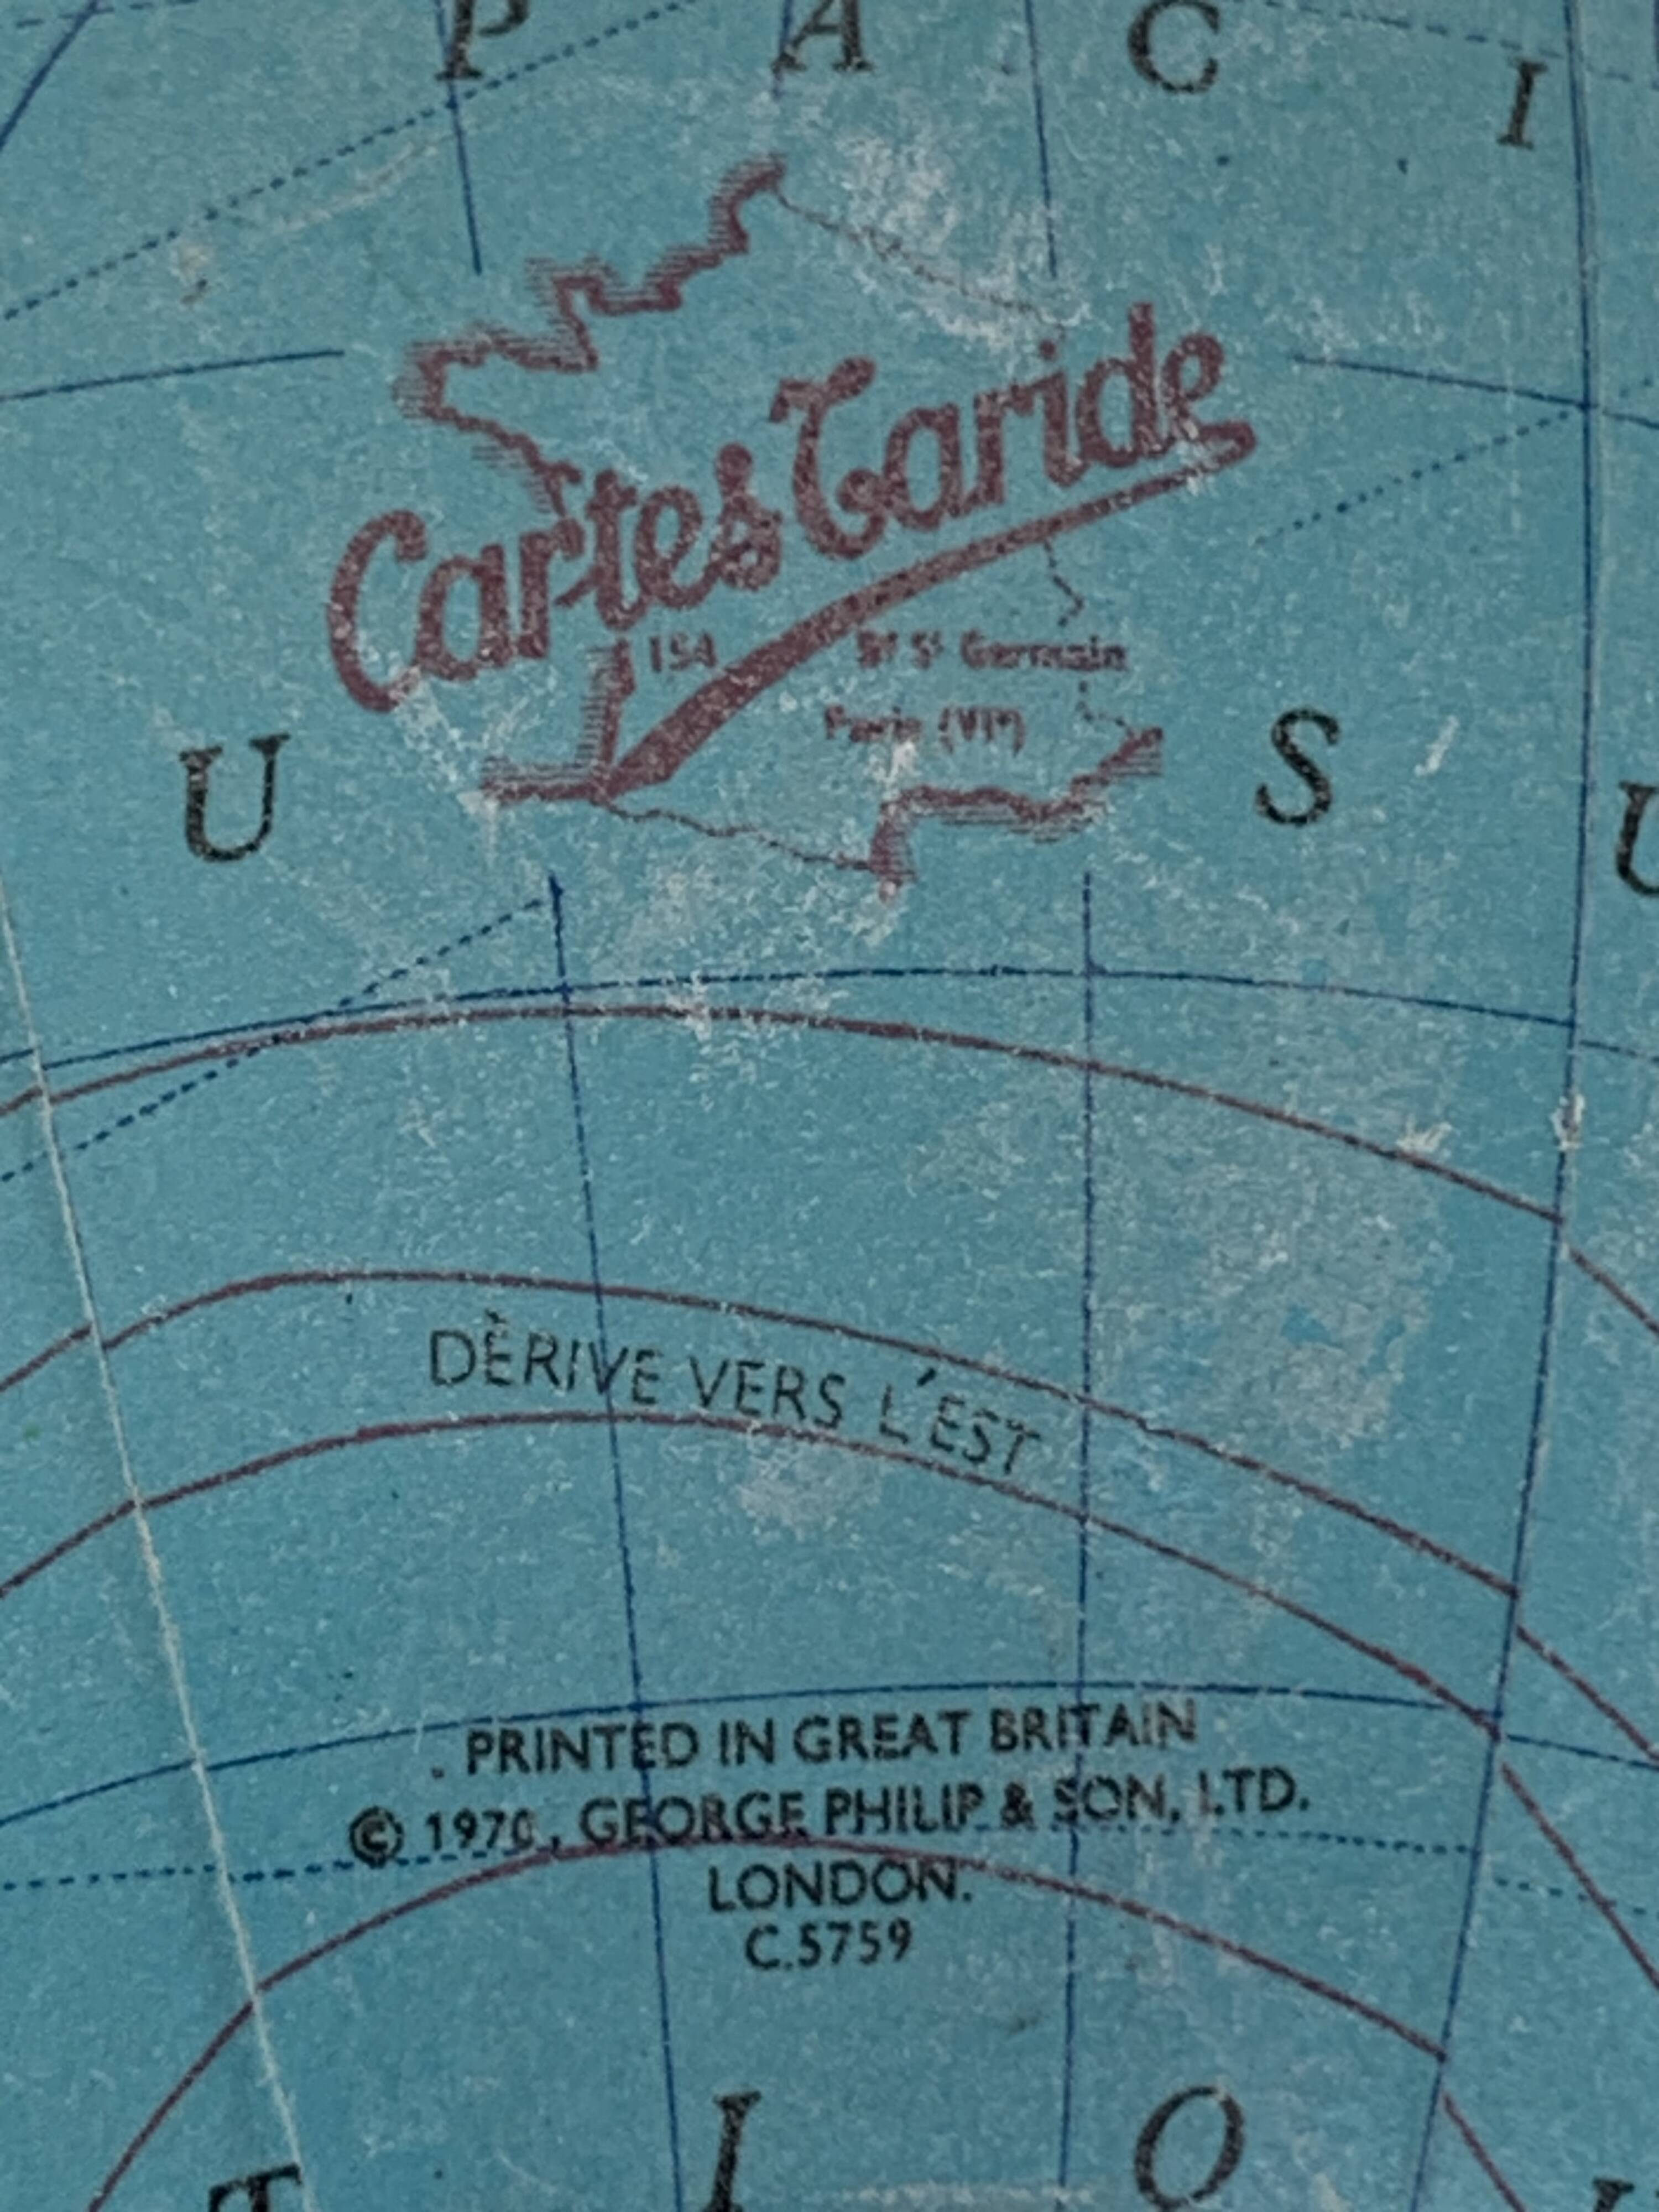 P A C I
Cartes Taride
154 Bd St Germain
Paris (VIe)
U S U
DÈRIVE VERS L'EST
. PRINTED IN GREAT BRITAIN
© 1970, GEORGE PHILIP & SON, LTD.
LONDON.
C.5759
T I O